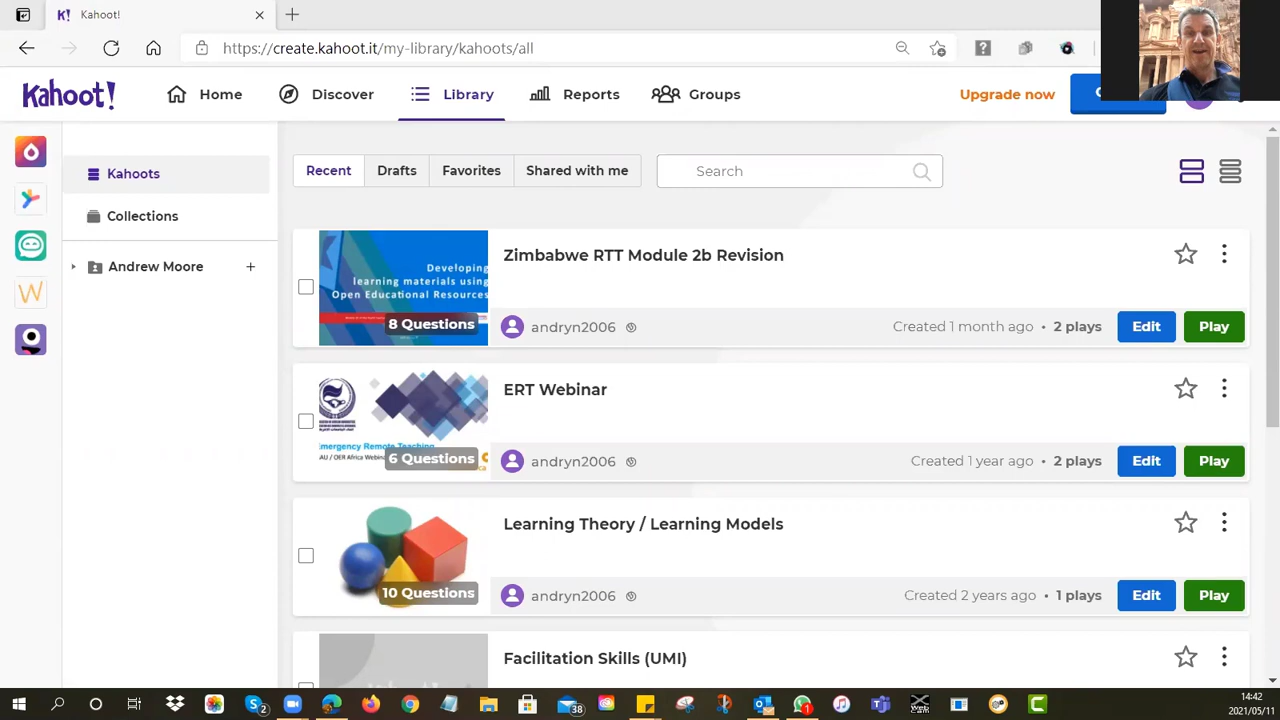 Kahoot!
https://create.kahoot.it/my-library/kahoots/all
Kahoot!
Home
Discover
Library
Reports
Groups
Upgrade now
Kahoots
Collections
Andrew Moore
Recent
Drafts
Favorites
Shared with me
Search
Developing
learning materials using
Open Educational Resources
8 Questions
Zimbabwe RTT Module 2b Revision
andryn2006
Created 1 month ago • 2 plays
Edit
Play
6 Questions
ERT Webinar
andryn2006
Created 1 year ago • 2 plays
Edit
Play
10 Questions
Learning Theory / Learning Models
andryn2006
Created 2 years ago • 1 plays
Edit
Play
Facilitation Skills (UMI)
14:42
2021/05/11